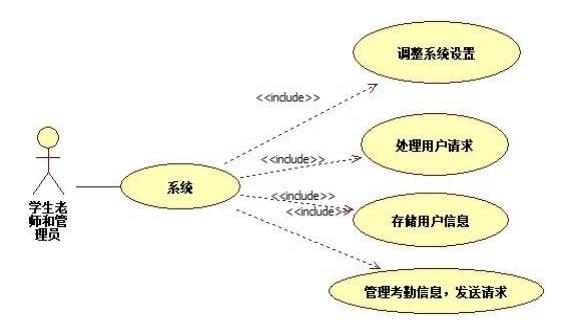 调整系统设置
<<include>>
处理用户请求
<<include>>
系统
<<include>>
<<include>>
存储用户信息
学生老
师和管
理员
管理考勤信息，发送请求